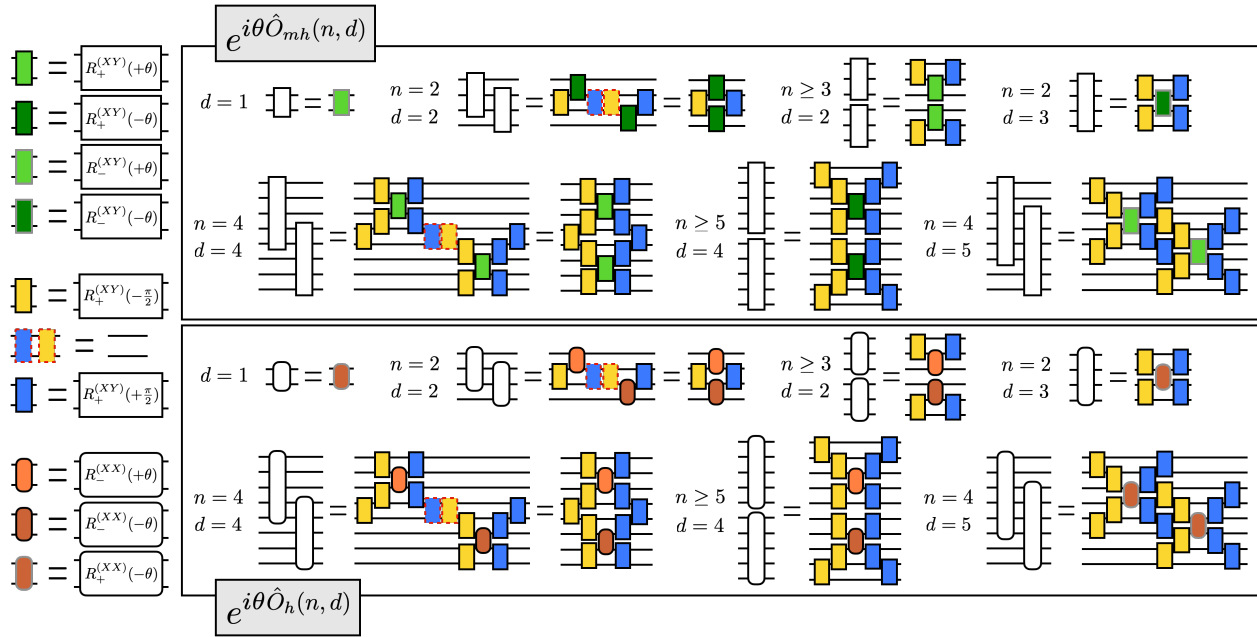 e^{iθÔ_{mh}(n,d)}
= R_+^{(XY)}(+θ)
= R_+^{(XY)}(−θ)
= R_−^{(XY)}(+θ)
= R_−^{(XY)}(−θ)
= R_+^{(XY)}(−π/2)
=
= R_+^{(XY)}(+π/2)
= R_−^{(XX)}(+θ)
= R_−^{(XX)}(−θ)
= R_+^{(XX)}(−θ)
d = 1 =
n = 2
d = 2 = =
n ≥ 3
d = 2 =
n = 2
d = 3 =
n = 4
d = 4 = =
n ≥ 5
d = 4 =
n = 4
d = 5 =
d = 1 =
n = 2
d = 2 = =
n ≥ 3
d = 2 =
n = 2
d = 3 =
n = 4
d = 4 = =
n ≥ 5
d = 4 =
n = 4
d = 5 =
e^{iθÔ_h(n,d)}